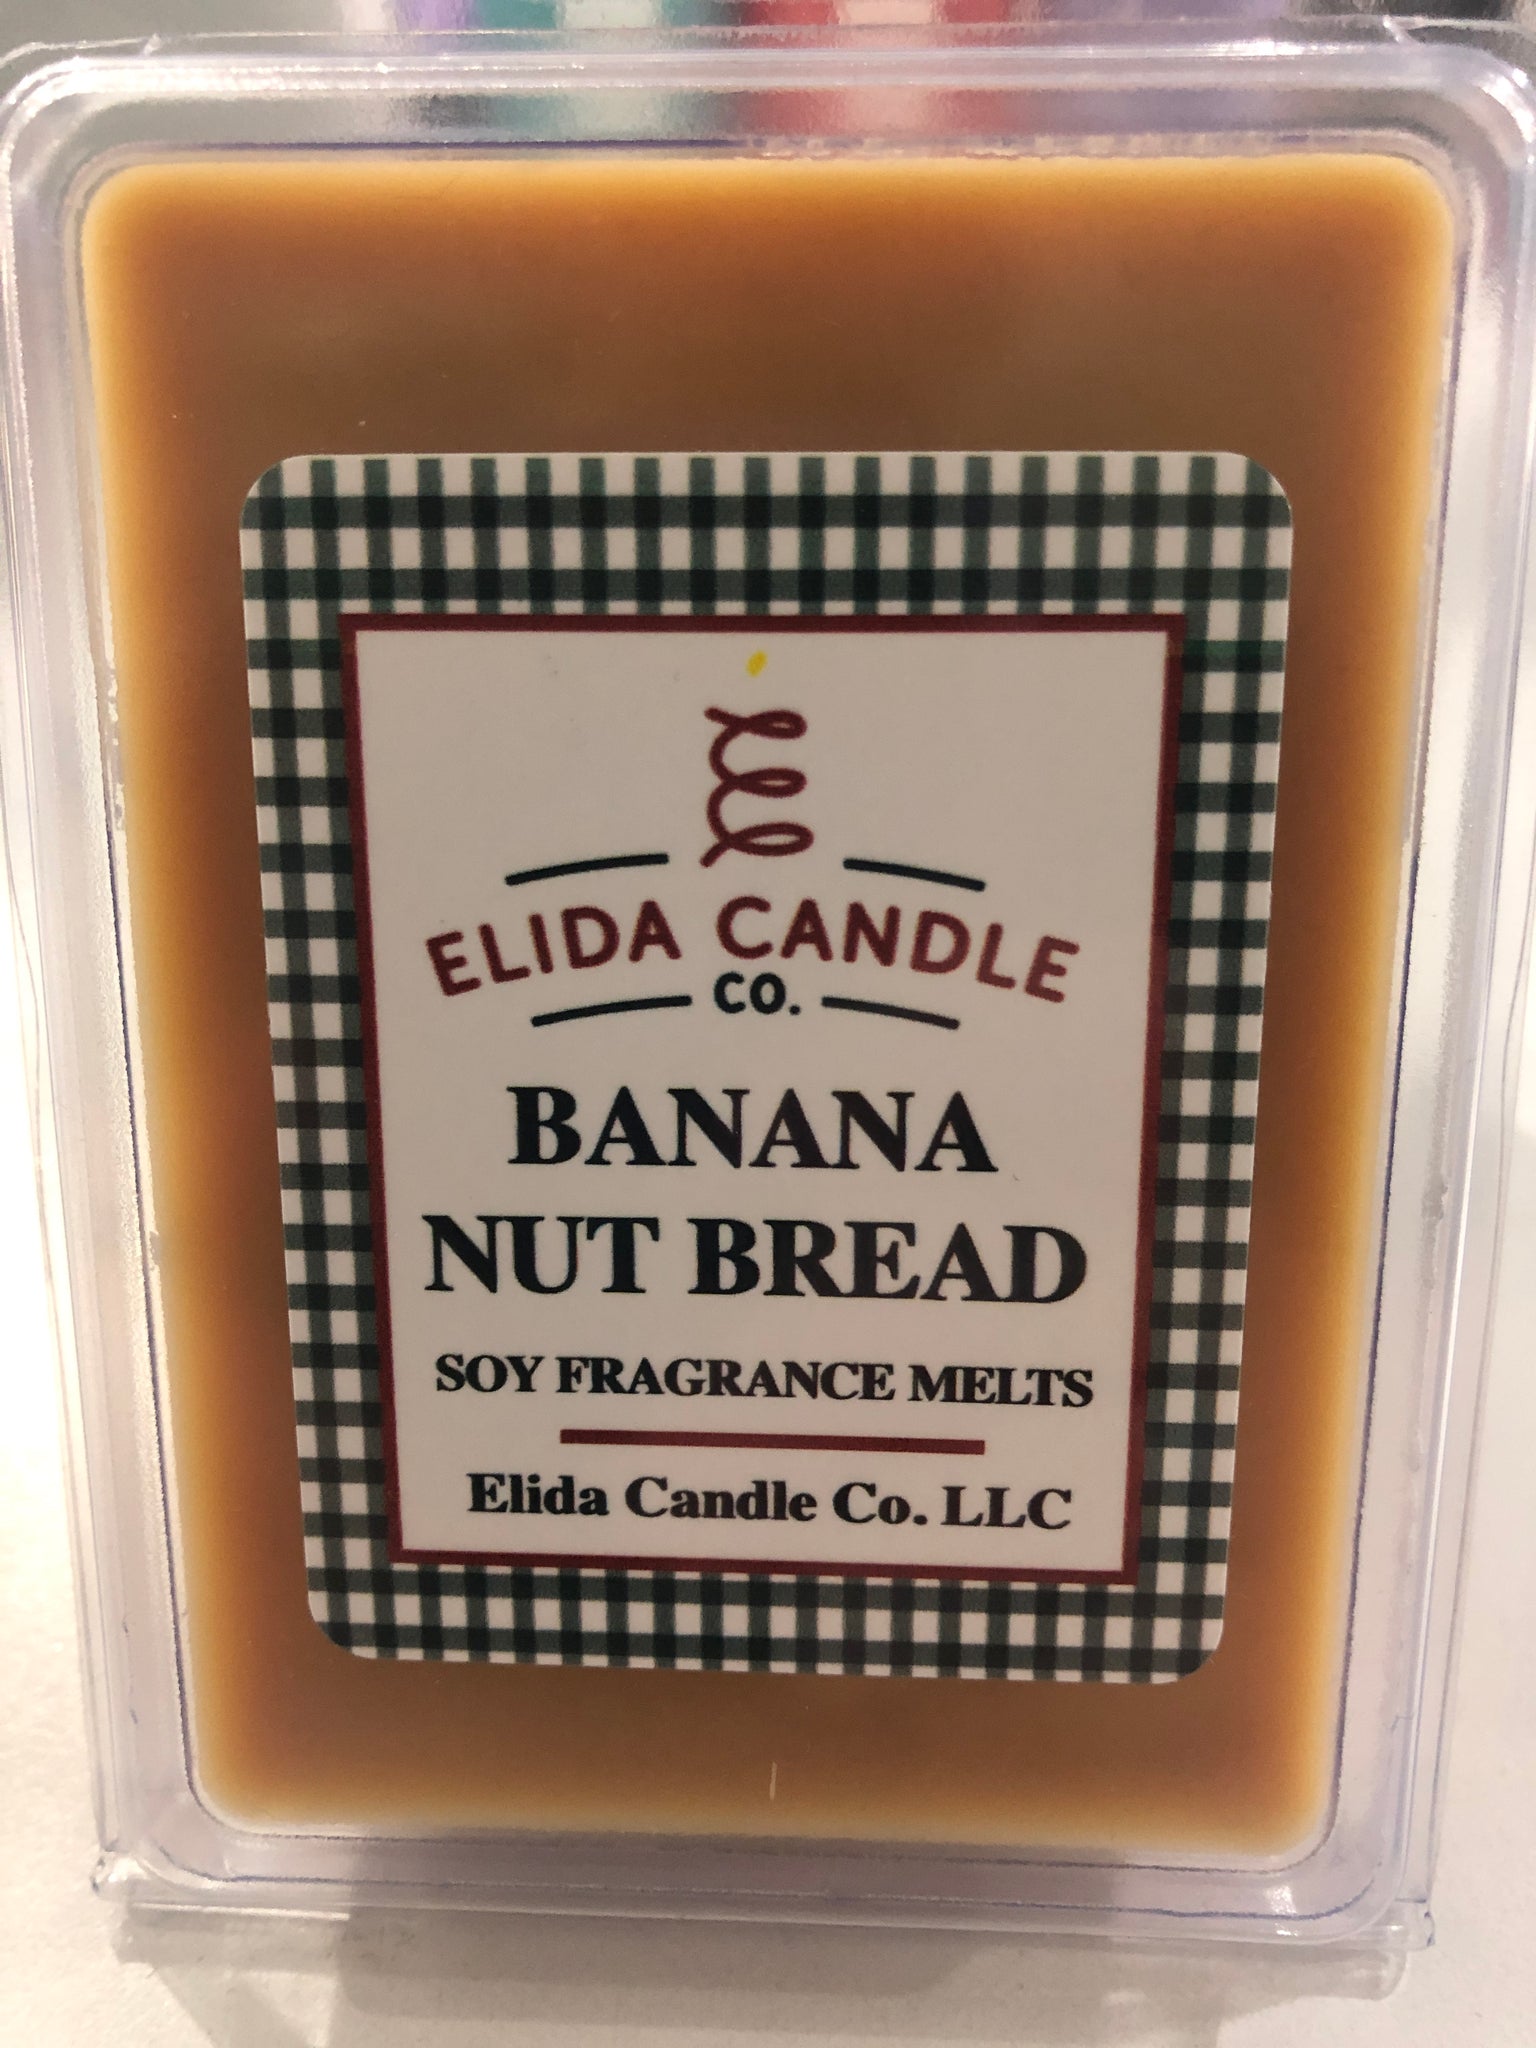 ELIDA CANDLE
CO.
BANANA
NUT BREAD
SOY FRAGRANCE MELTS
Elida Candle Co. LLC